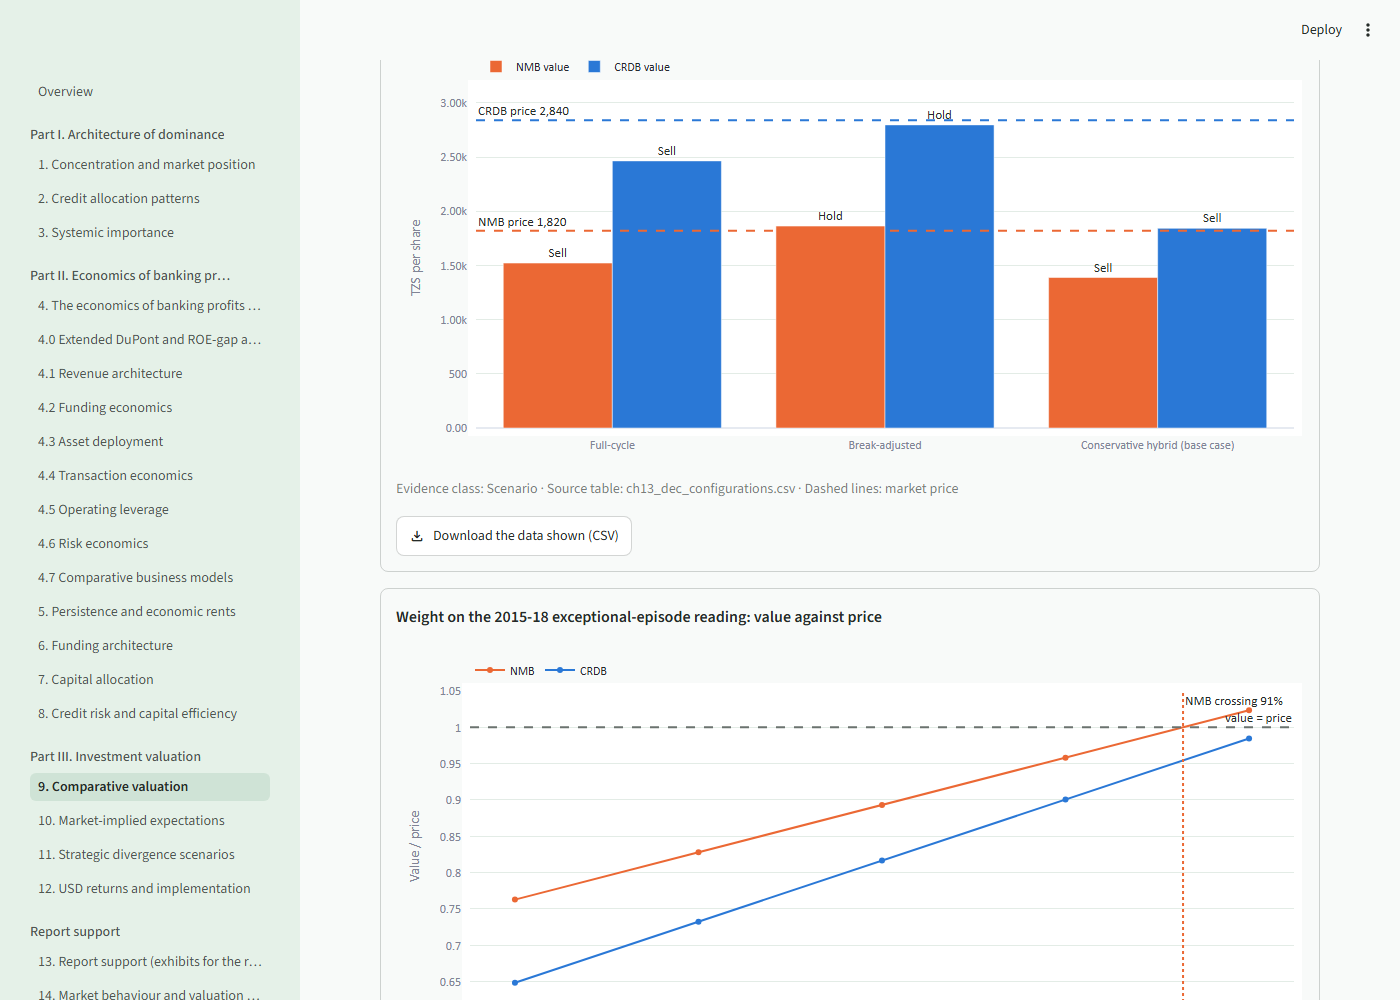 Deploy
Overview
Part I. Architecture of dominance
1. Concentration and market position
2. Credit allocation patterns
3. Systemic importance
Part II. Economics of banking pr…
4. The economics of banking profits …
4.0 Extended DuPont and ROE-gap a…
4.1 Revenue architecture
4.2 Funding economics
4.3 Asset deployment
4.4 Transaction economics
4.5 Operating leverage
4.6 Risk economics
4.7 Comparative business models
5. Persistence and economic rents
6. Funding architecture
7. Capital allocation
8. Credit risk and capital efficiency
Part III. Investment valuation
9. Comparative valuation
10. Market-implied expectations
11. Strategic divergence scenarios
12. USD returns and implementation
Report support
13. Report support (exhibits for the r…
14. Market behaviour and valuation …
NMB value CRDB value
3.00k
CRDB price 2,840
Hold
2.50k
Sell
2.00k
NMB price 1,820
Hold
Sell
Sell
1.50k
Sell
1.00k
500
0.00
TZS per share
Full-cycle Break-adjusted Conservative hybrid (base case)
Evidence class: Scenario · Source table: ch13_dec_configurations.csv · Dashed lines: market price
Download the data shown (CSV)
Weight on the 2015-18 exceptional-episode reading: value against price
NMB CRDB
1.05
NMB crossing 91%
value = price
1
0.95
0.9
0.85
0.8
0.75
0.7
0.65
Value / price